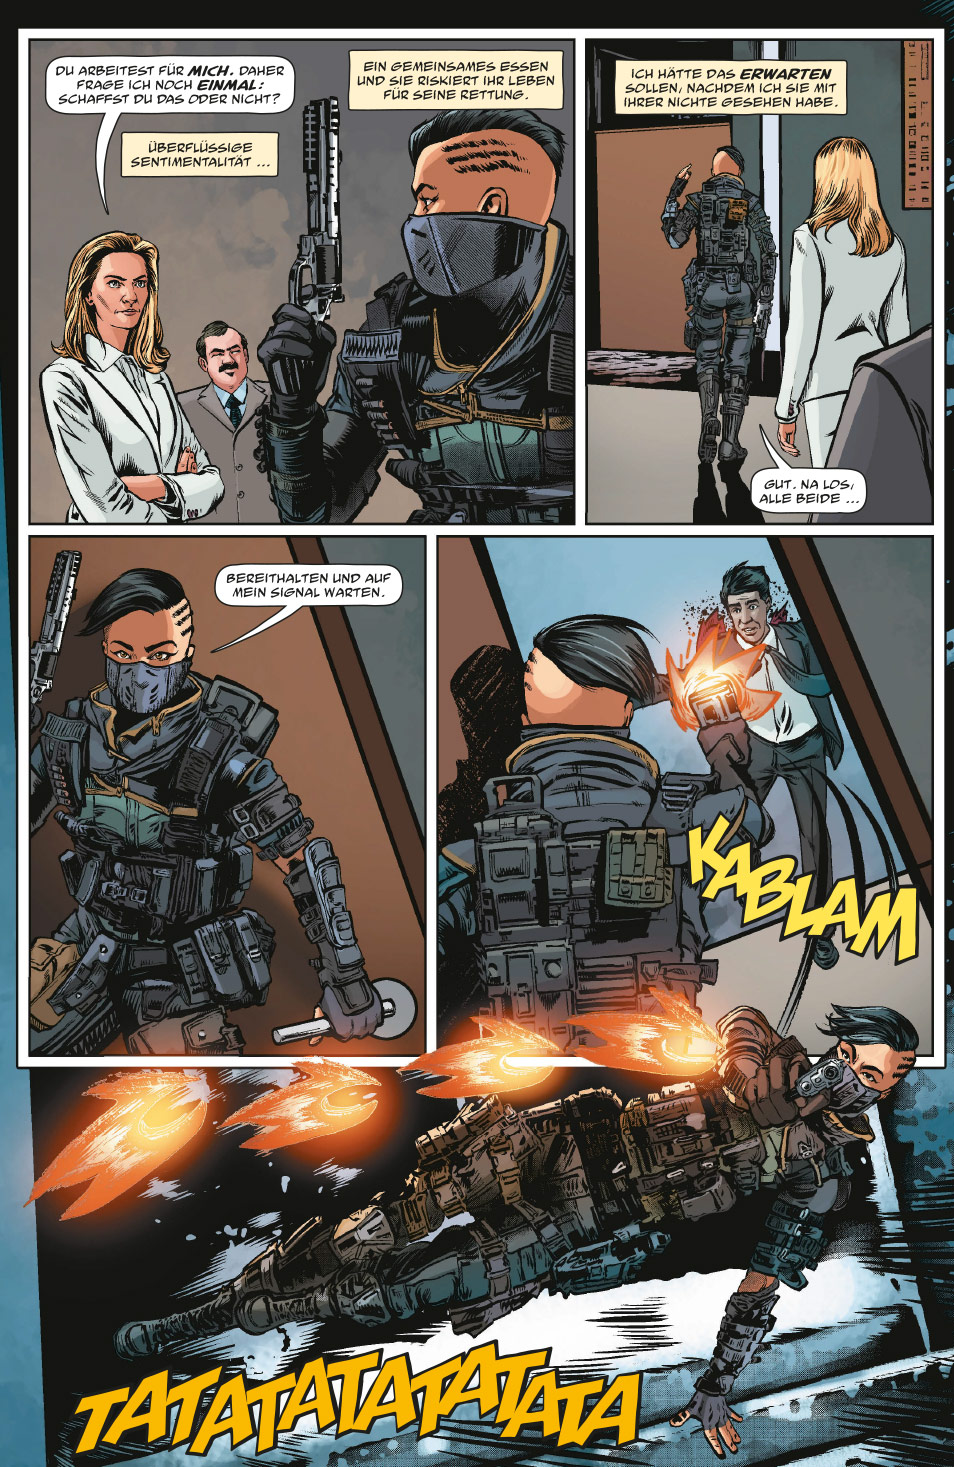 DU ARBEITEST FÜR MICH. DAHER
FRAGE ICH NOCH EINMAL:
SCHAFFST DU DAS ODER NICHT?
ÜBERFLÜSSIGE
SENTIMENTALITÄT ...
EIN GEMEINSAMES ESSEN
UND SIE RISKIERT IHR LEBEN
FÜR SEINE RETTUNG.
ICH HÄTTE DAS ERWARTEN
SOLLEN, NACHDEM ICH SIE MIT
IHRER NICHTE GESEHEN HABE.
GUT. NA LOS,
ALLE BEIDE ...
BEREITHALTEN UND AUF
MEIN SIGNAL WARTEN.
KABLAM
TATATATATATATATA